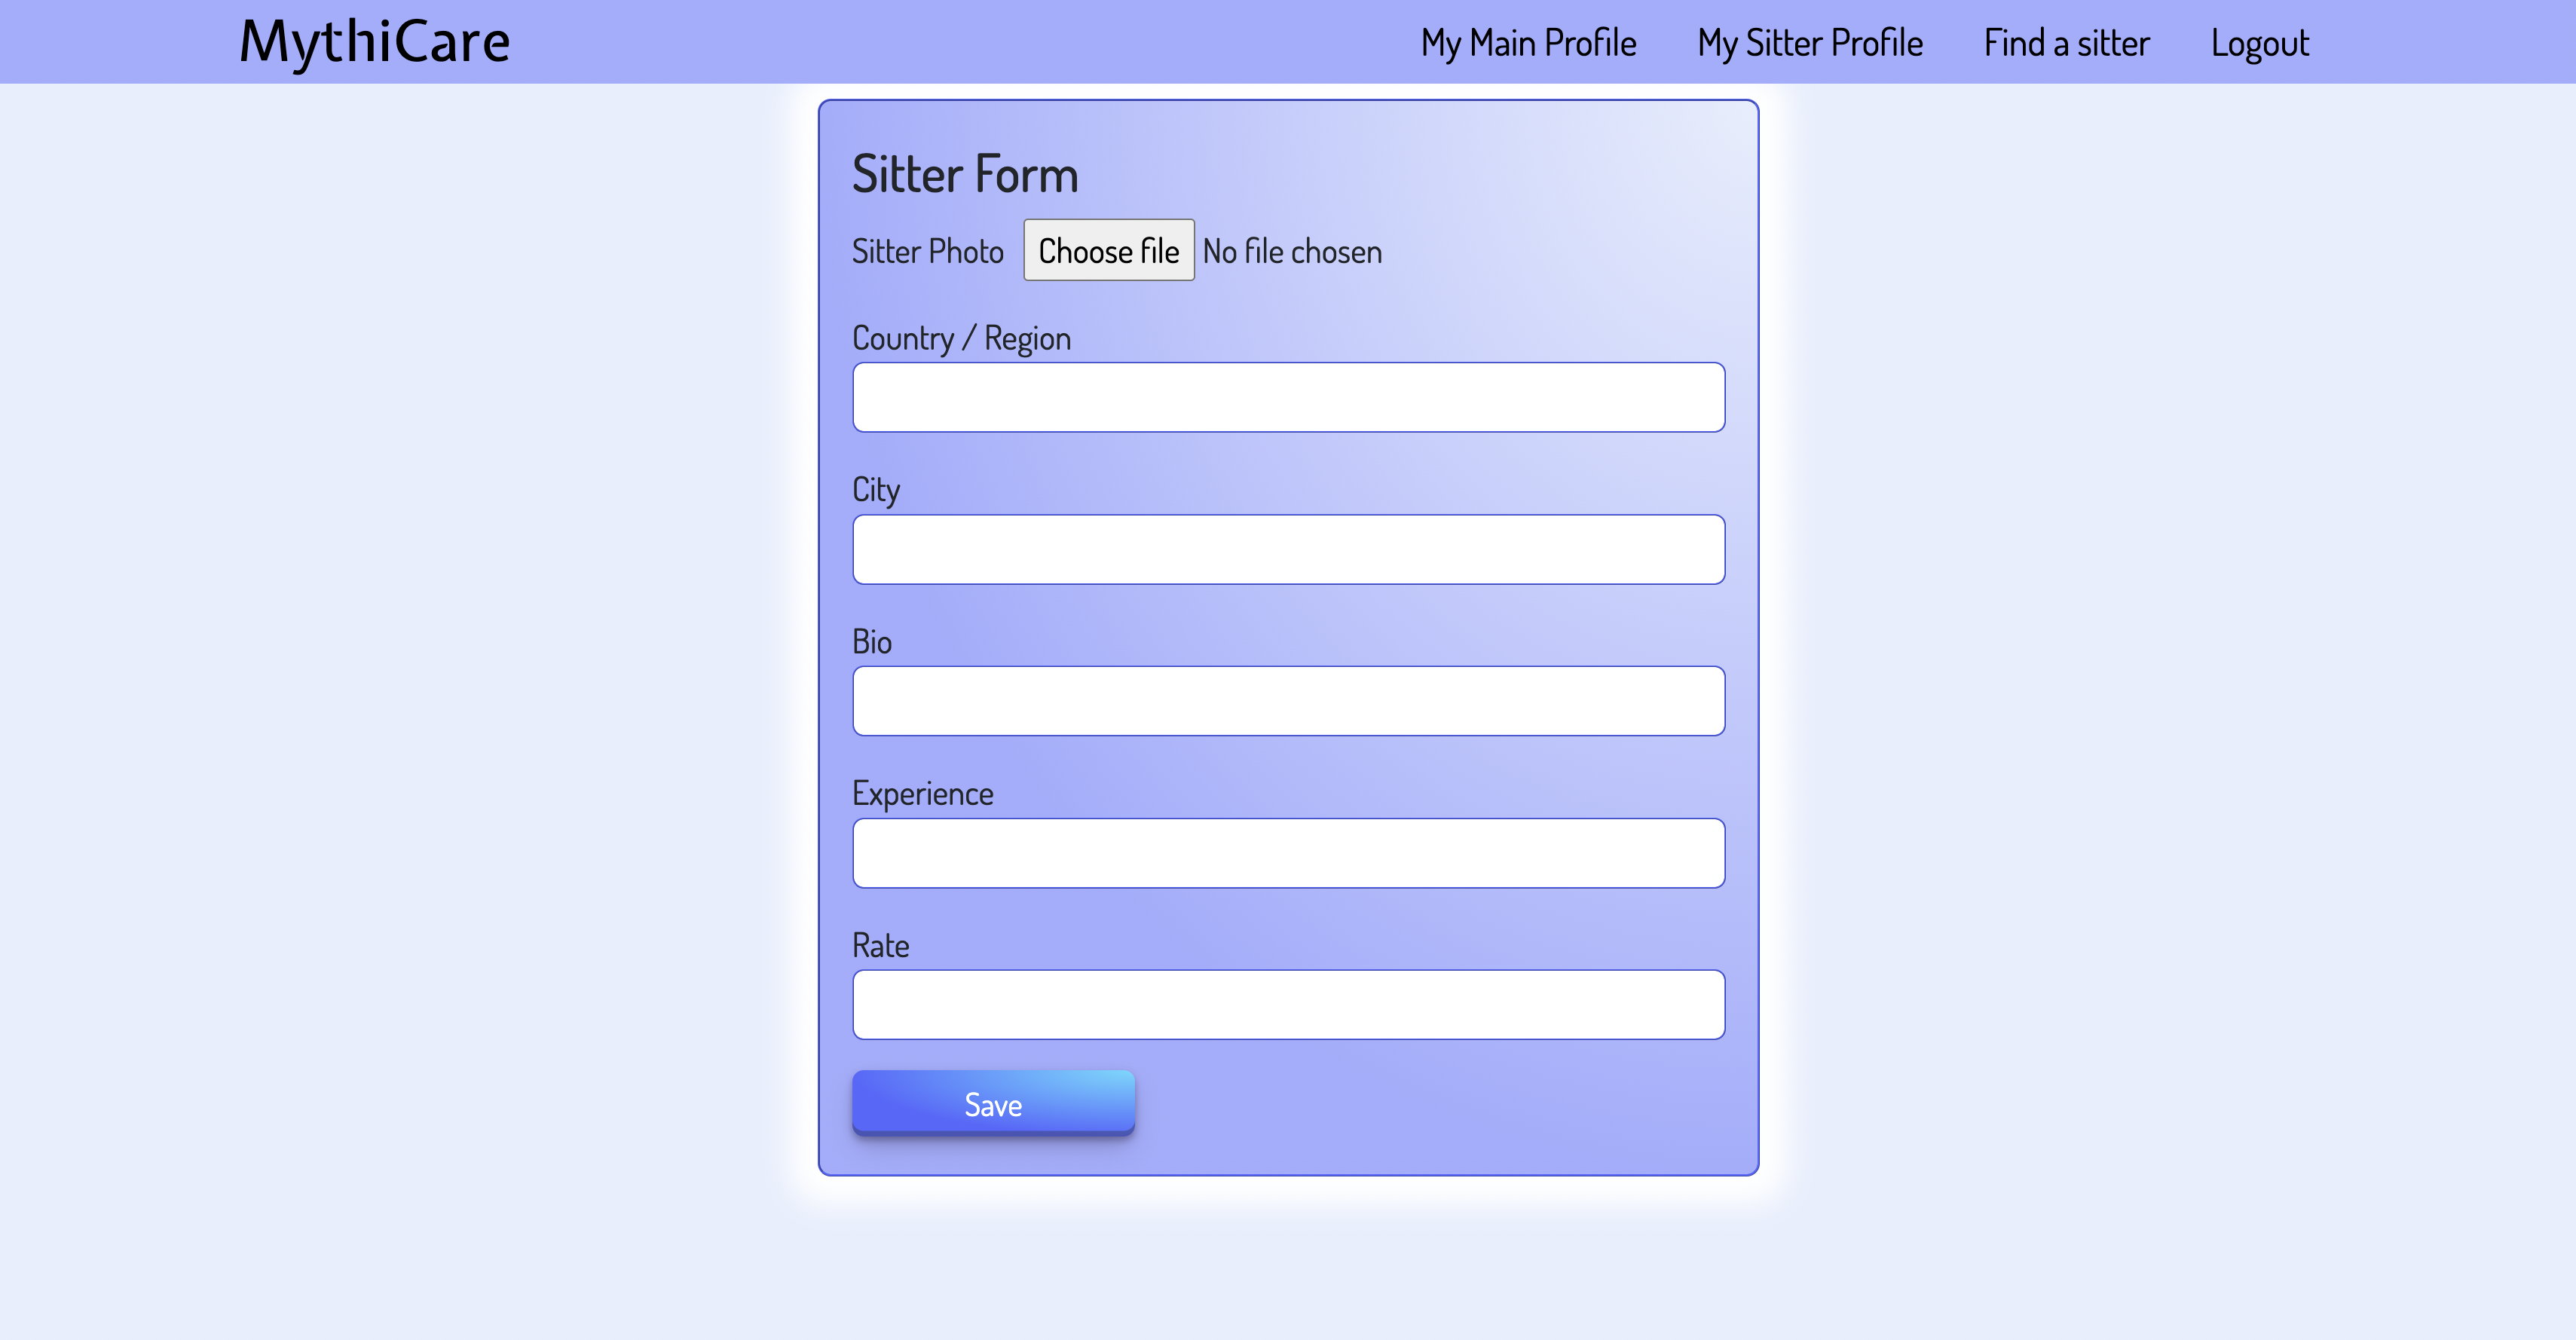 MythiCare My Main Profile My Sitter Profile Find a sitter Logout
Sitter Form
Sitter Photo Choose file No file chosen
Country / Region
City
Bio
Experience
Rate
Save